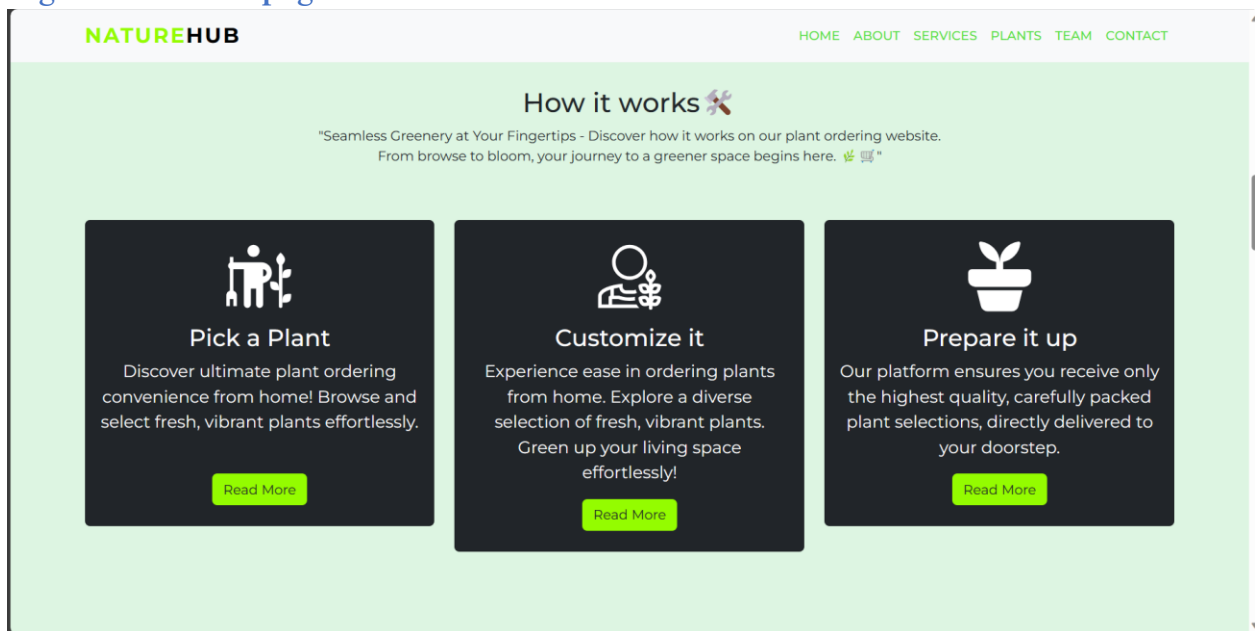 NATUREHUB
HOME ABOUT SERVICES PLANTS TEAM CONTACT
How it works🛠️
"Seamless Greenery at Your Fingertips - Discover how it works on our plant ordering website.
From browse to bloom, your journey to a greener space begins here. 🌿 🛒"
Pick a Plant
Discover ultimate plant ordering
convenience from home! Browse and
select fresh, vibrant plants effortlessly.
Read More
Customize it
Experience ease in ordering plants
from home. Explore a diverse
selection of fresh, vibrant plants.
Green up your living space
effortlessly!
Read More
Prepare it up
Our platform ensures you receive only
the highest quality, carefully packed
plant selections, directly delivered to
your doorstep.
Read More